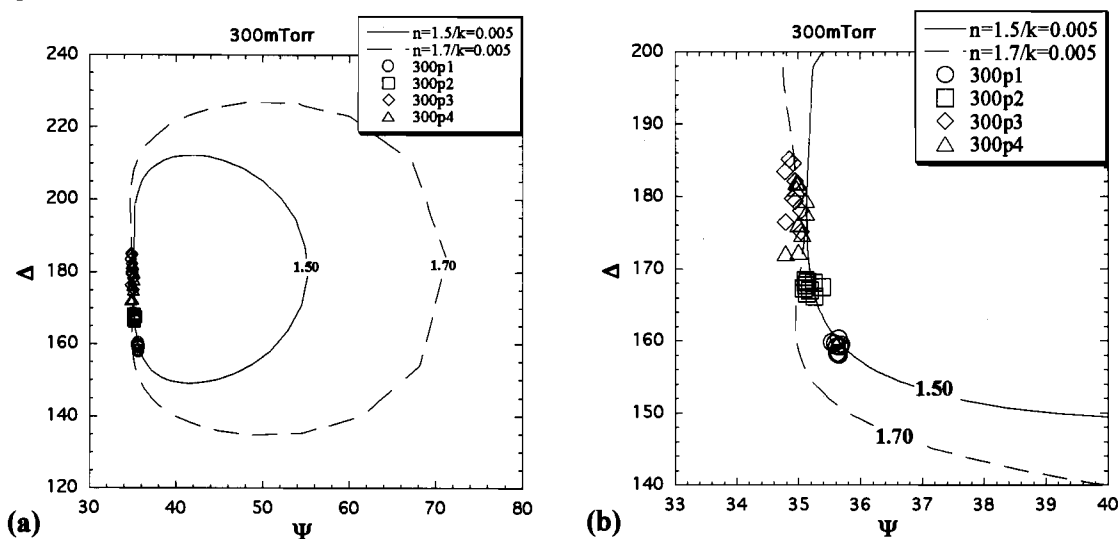 300mTorr
n=1.5/k=0.005
n=1.7/k=0.005
300p1
300p2
300p3
300p4
240
220
200
180
160
140
120
Δ
1.50
1.70
30 40 50 60 70 80
(a)
Ψ
300mTorr
n=1.5/k=0.005
n=1.7/k=0.005
300p1
300p2
300p3
300p4
200
190
180
170
160
150
140
Δ
1.50
1.70
33 34 35 36 37 38 39 40
(b)
Ψ